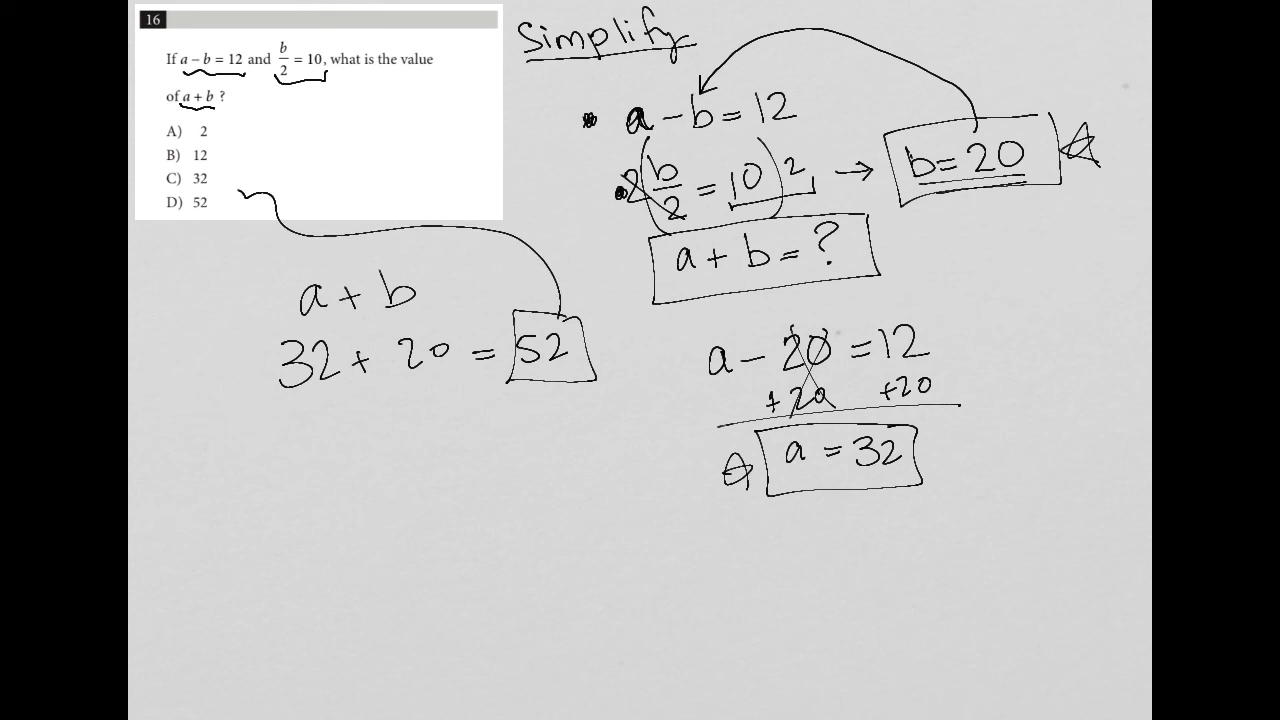 16
If a – b = 12 and b/2 = 10, what is the value
of a + b ?
A) 2
B) 12
C) 32
D) 52
Simplify
a - b = 12
2(b/2 = 10)2 → b = 20
a + b = ?
a + b
32 + 20 = 52
a - 20 = 12
+20 +20
a = 32